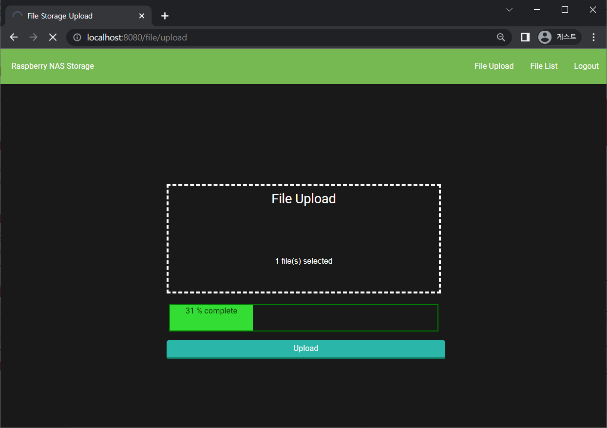 File Storage Upload
localhost:8080/file/upload
게스트
Raspberry NAS Storage
File Upload
File List
Logout
File Upload
1 file(s) selected
31 % complete
Upload